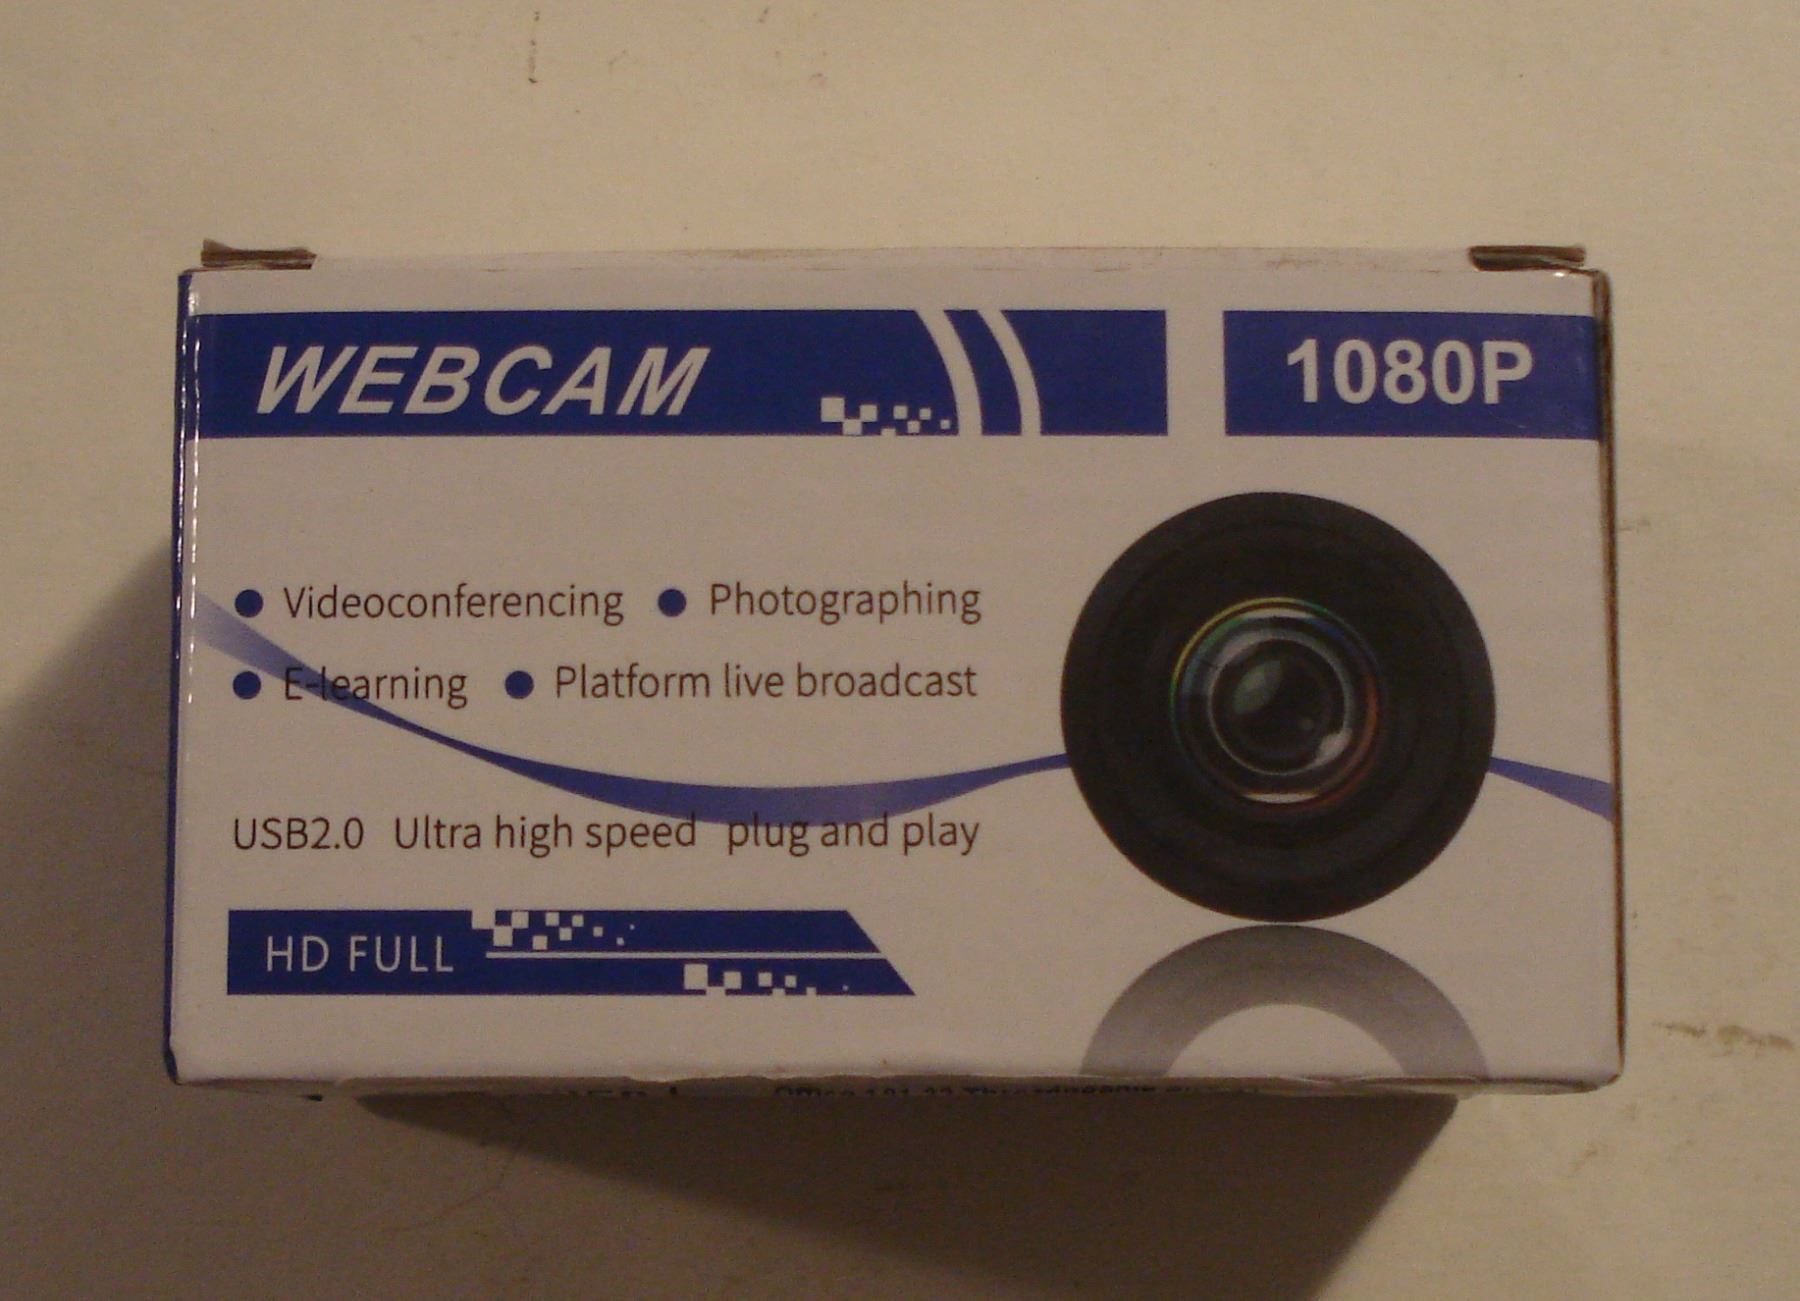 WEBCAM 1080P
● Videoconferencing ● Photographing
● E-learning ● Platform live broadcast
USB2.0 Ultra high speed plug and play
HD FULL